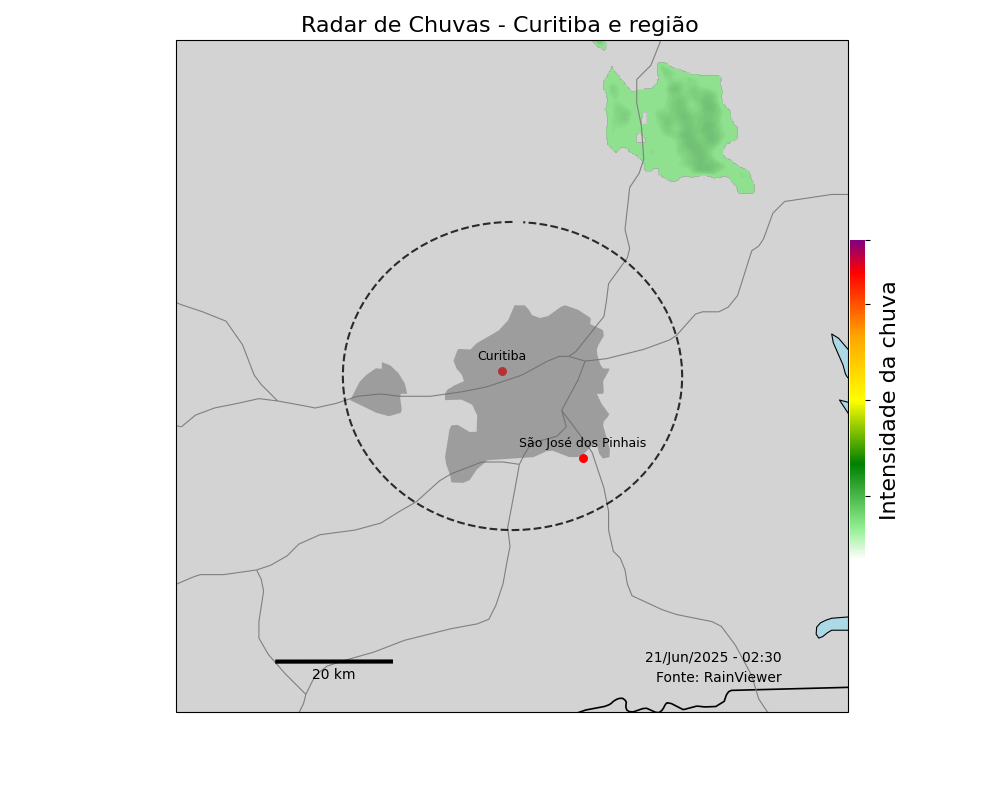 Radar de Chuvas - Curitiba e região
Curitiba
São José dos Pinhais
Intensidade da chuva
21/Jun/2025 - 02:30
Fonte: RainViewer
20 km